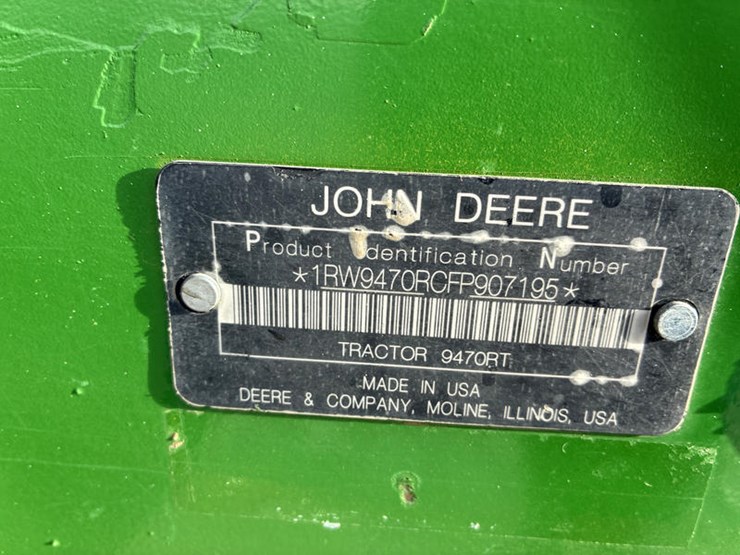 JOHN DEERE
Product Identification Number
*1RW9470RCFP907195*
TRACTOR 9470RT
MADE IN USA
DEERE & COMPANY, MOLINE, ILLINOIS, USA